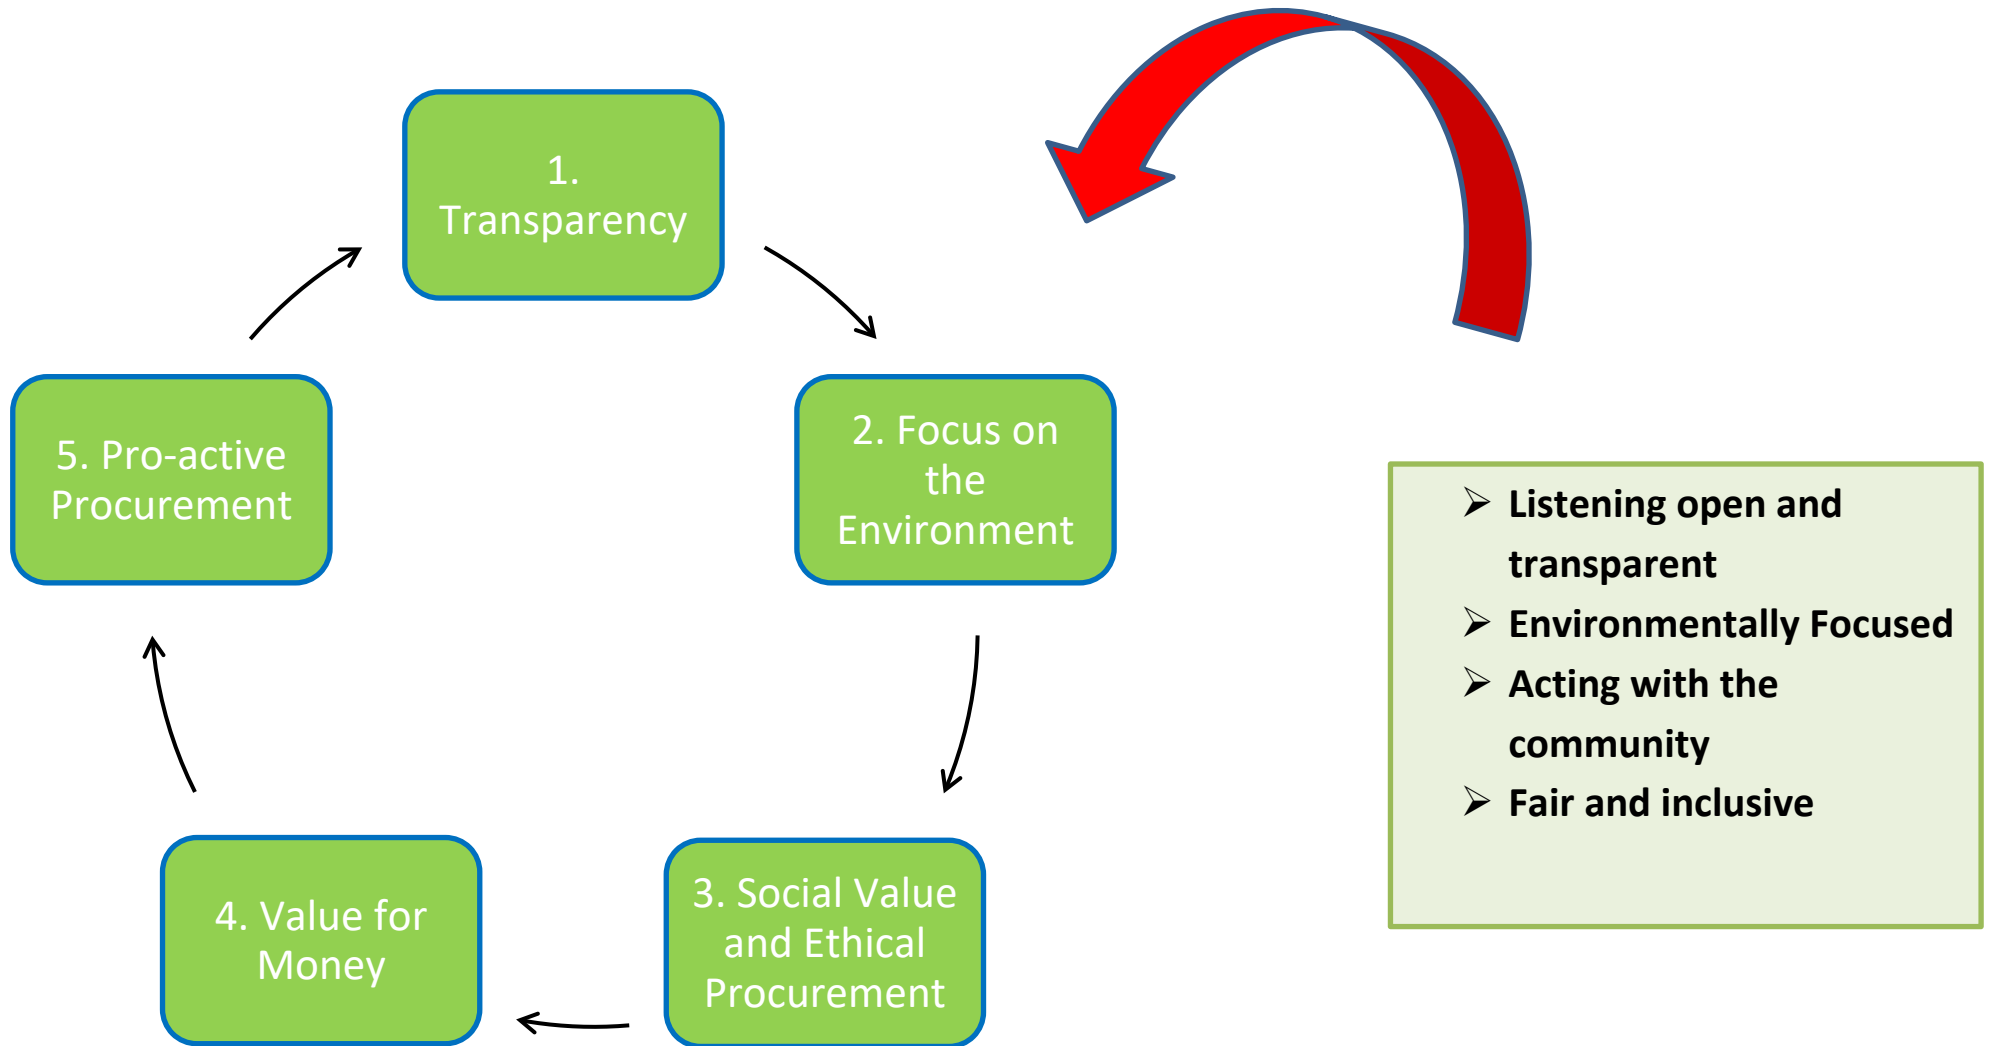 1.
Transparency
2. Focus on
the
Environment
3. Social Value
and Ethical
Procurement
4. Value for
Money
5. Pro-active
Procurement
➢ Listening open and
transparent
➢ Environmentally Focused
➢ Acting with the
community
➢ Fair and inclusive